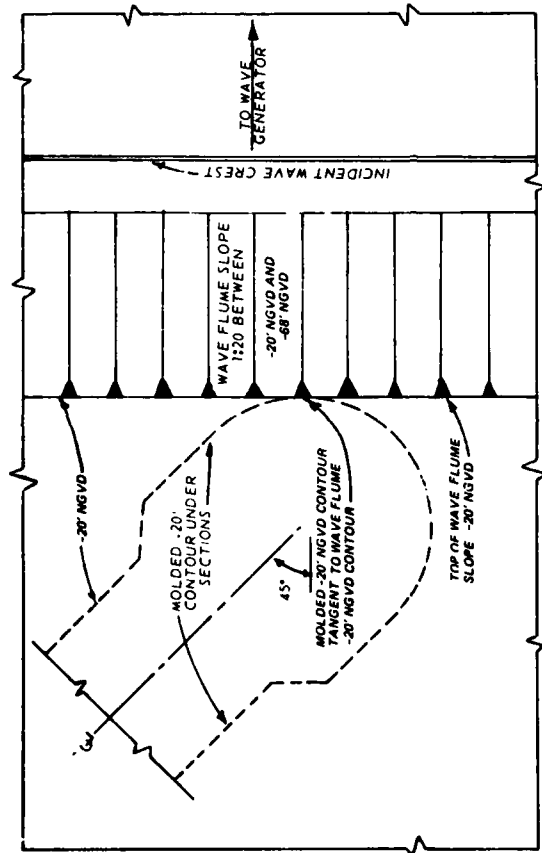 TO WAVE
GENERATOR
INCIDENT WAVE CREST
WAVE FLUME SLOPE
1:20 BETWEEN
-20' NGVD AND
-68' NGVD
-20' NGVD
MOLDED -20'
CONTOUR UNDER
SECTIONS
45°
MOLDED -20' NGVD CONTOUR
TANGENT TO WAVE FLUME
-20' NGVD CONTOUR
TOP OF WAVE FLUME
SLOPE -20' NGVD